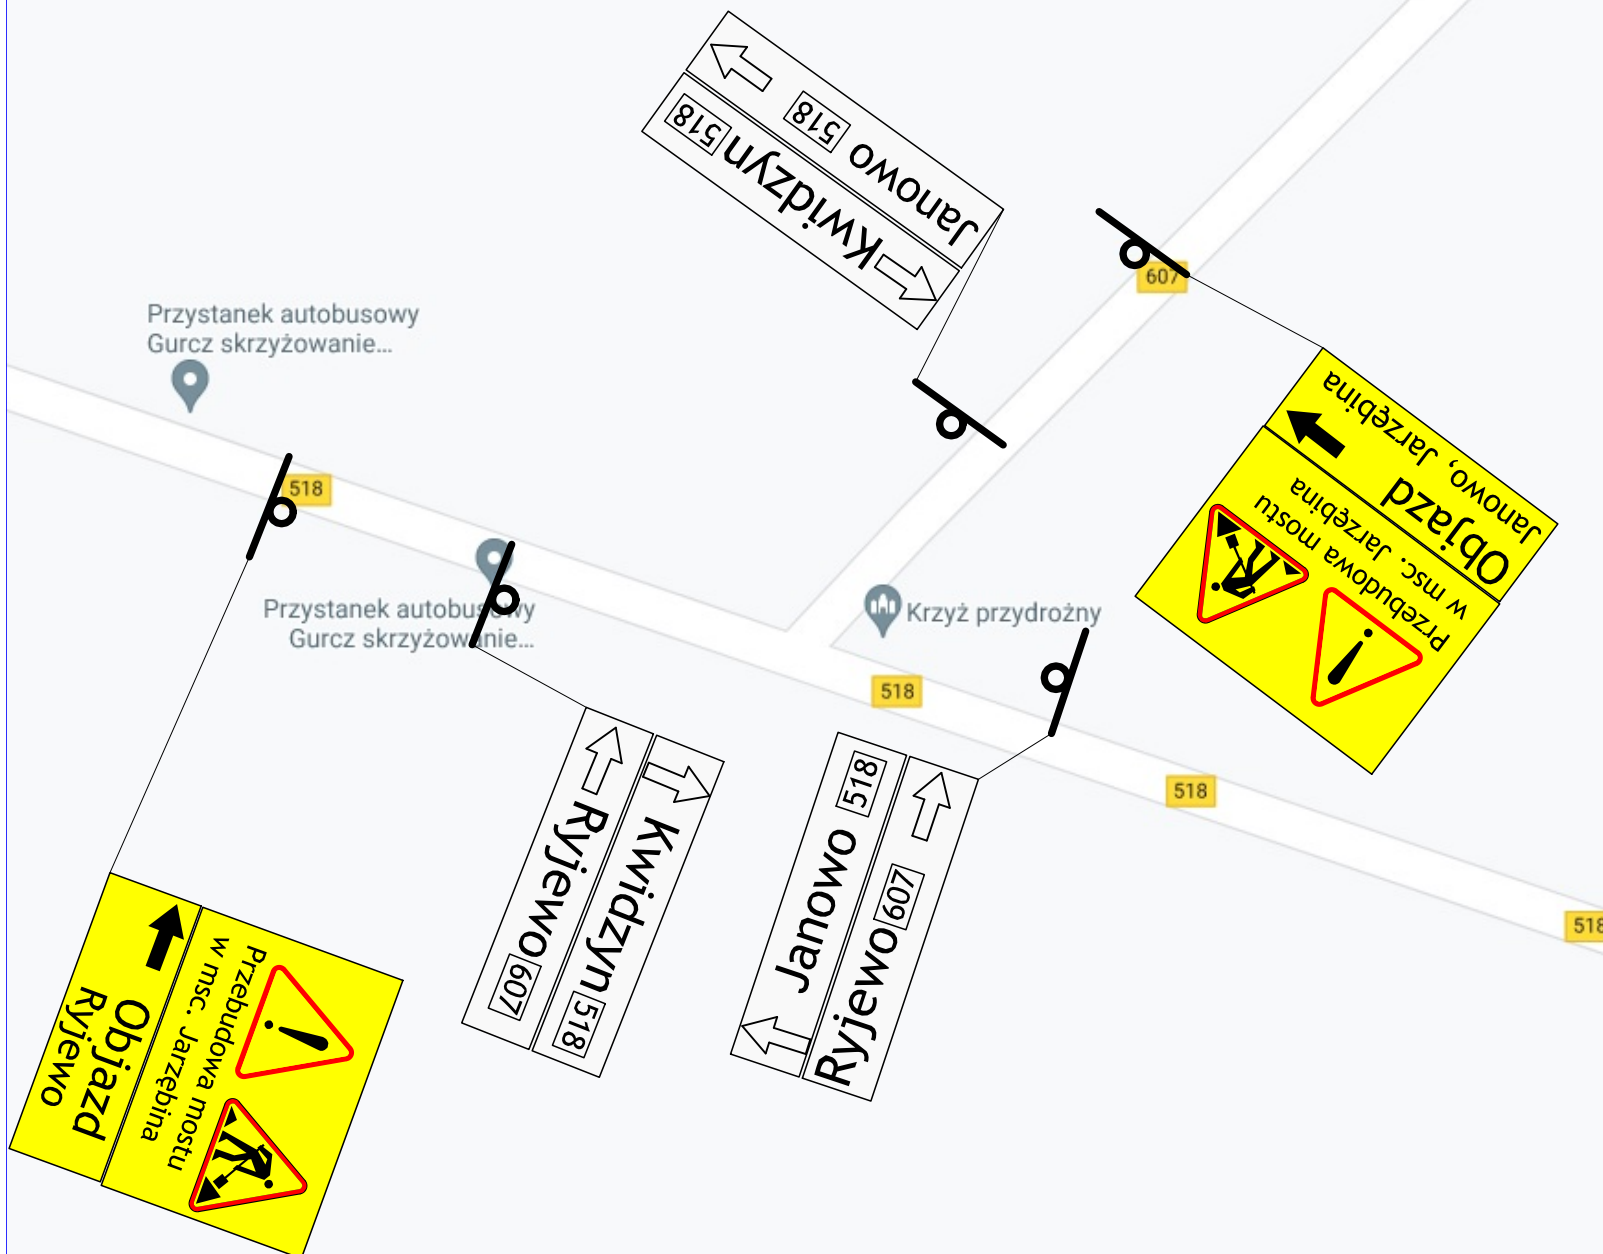 Janowo 518
Kwidzyn 518
607
Przystanek autobusowy
Gurcz skrzyżowanie...
518
Przystanek autobusowy
Gurcz skrzyżowanie...
Krzyż przydrożny
518
518
518
Przebudowa mostu
w msc. Jarzębina
Objazd
Janowo, Jarzębina
Ryjewo 607
Kwidzyn 518
Janowo 518
Ryjewo 607
Przebudowa mostu
w msc. Jarzębina
Objazd
Ryjewo